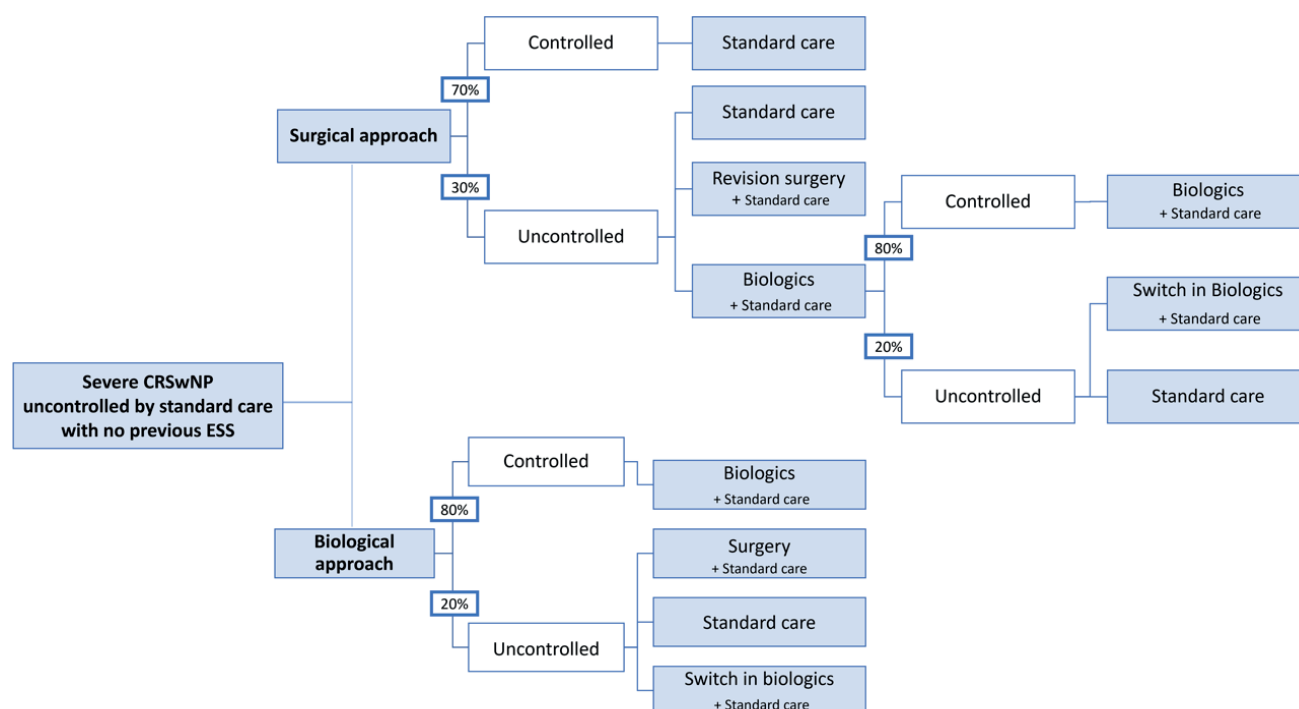 Controlled
Standard care
70%
Standard care
Surgical approach
30%
Revision surgery
+ Standard care
Controlled
Biologics
+ Standard care
Uncontrolled
80%
Biologics
+ Standard care
Switch in Biologics
+ Standard care
20%
Severe CRSwNP
uncontrolled by standard care
with no previous ESS
Uncontrolled
Standard care
Controlled
Biologics
+ Standard care
80%
Biological
approach
Surgery
+ Standard care
20%
Standard care
Uncontrolled
Switch in biologics
+ Standard care